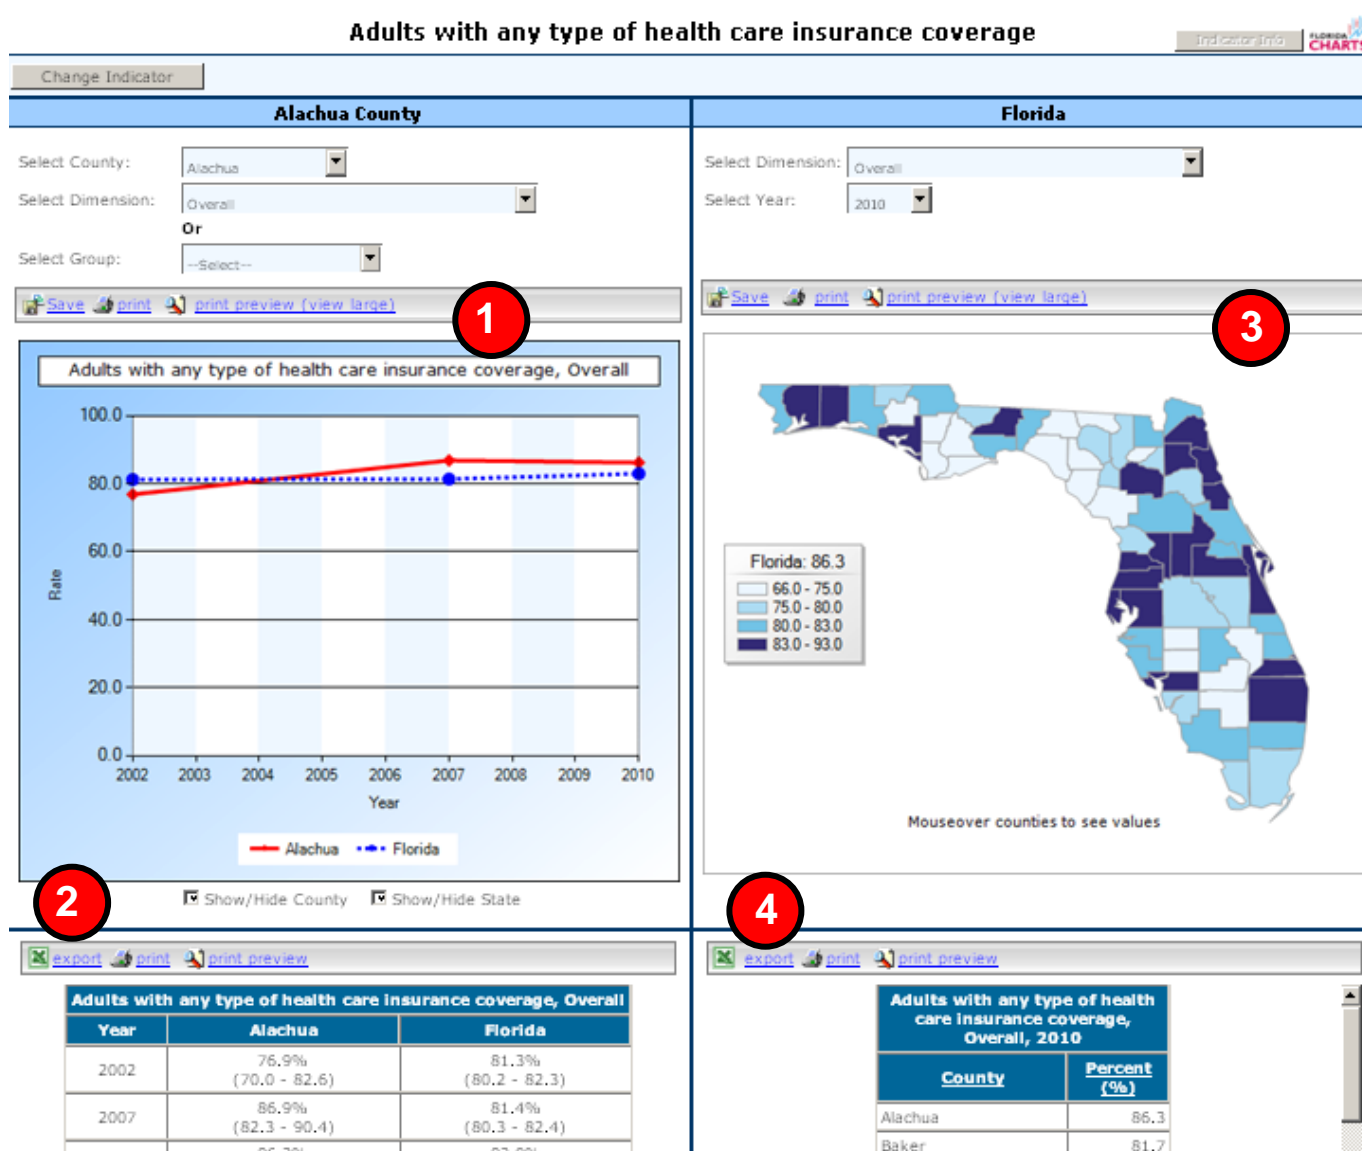 Adults with any type of health care insurance coverage
Indicator Info
FLORIDA
CHARTS
Change Indicator
Alachua County
Select County:
Alachua
Select Dimension:
Overall
Or
Select Group:
--Select--
Save print print preview (view large)
1
Adults with any type of health care insurance coverage, Overall
100.0
80.0
60.0
40.0
20.0
0.0
Rate
2002 2003 2004 2005 2006 2007 2008 2009 2010
Year
Alachua Florida
2
Show/Hide County Show/Hide State
export print print preview
Adults with any type of health care insurance coverage, Overall
Year Alachua Florida
2002 76.9% 81.3%
(70.0 - 82.6) (80.2 - 82.3)
2007 86.9% 81.4%
(82.3 - 90.4) (80.3 - 82.4)
Florida
Select Dimension:
Overall
Select Year:
2010
Save print print preview (view large)
3
Florida: 86.3
66.0 - 75.0
75.0 - 80.0
80.0 - 83.0
83.0 - 93.0
Mouseover counties to see values
4
export print print preview
Adults with any type of health
care insurance coverage,
Overall, 2010
County Percent
(%)
Alachua 86.3
Baker 81.7